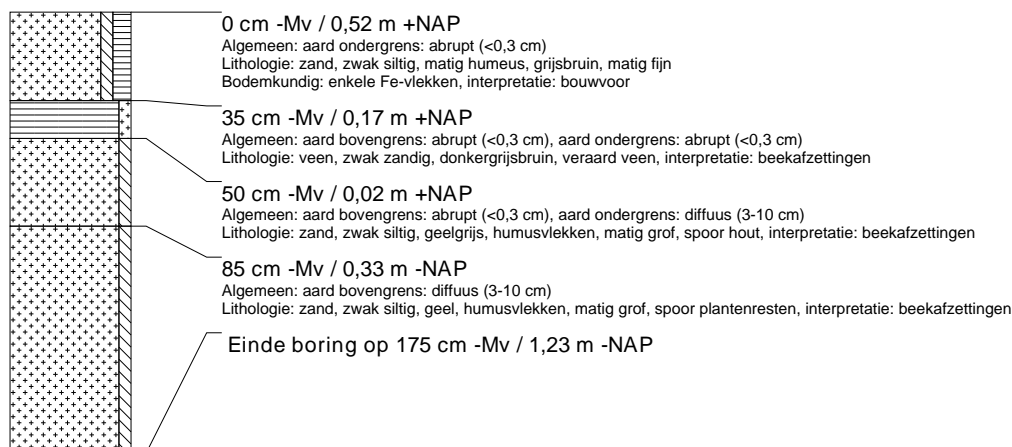 0 cm -Mv / 0,52 m +NAP
Algemeen: aard ondergrens: abrupt (<0,3 cm)
Lithologie: zand, zwak siltig, matig humeus, grijsbruin, matig fijn
Bodemkundig: enkele Fe-vlekken, interpretatie: bouwvoor
35 cm -Mv / 0,17 m +NAP
Algemeen: aard bovengrens: abrupt (<0,3 cm), aard ondergrens: abrupt (<0,3 cm)
Lithologie: veen, zwak zandig, donkergrijsbruin, veraard veen, interpretatie: beekafzettingen
50 cm -Mv / 0,02 m +NAP
Algemeen: aard bovengrens: abrupt (<0,3 cm), aard ondergrens: diffuus (3-10 cm)
Lithologie: zand, zwak siltig, geelgrijs, humusvlekken, matig grof, spoor hout, interpretatie: beekafzettingen
85 cm -Mv / 0,33 m -NAP
Algemeen: aard bovengrens: diffuus (3-10 cm)
Lithologie: zand, zwak siltig, geel, humusvlekken, matig grof, spoor plantenresten, interpretatie: beekafzettingen
Einde boring op 175 cm -Mv / 1,23 m -NAP